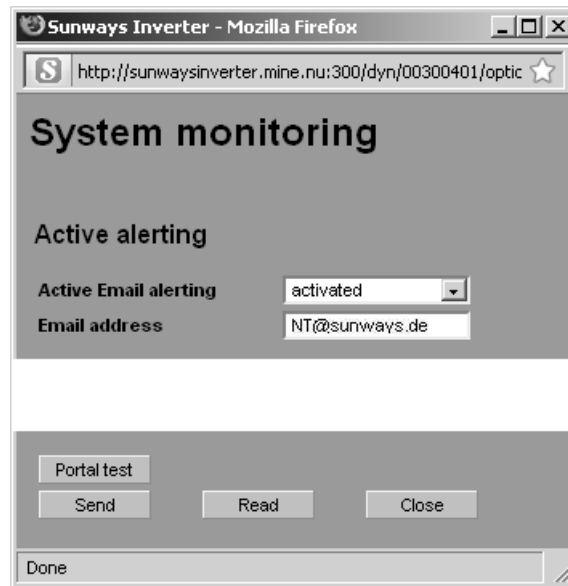 Sunways Inverter - Mozilla Firefox
http://sunwaysinverter.mine.nu:300/dyn/00300401/optic
System monitoring
Active alerting
Active Email alerting activated
Email address NT@sunways.de
Portal test
Send Read Close
Done